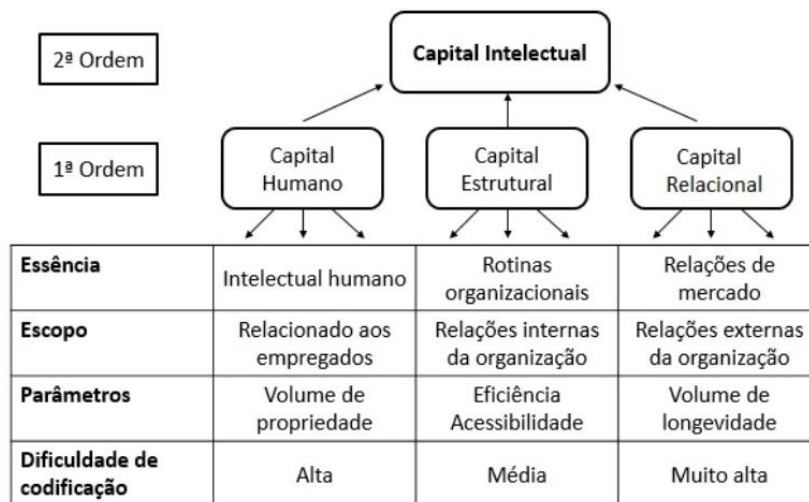 2ª Ordem
Capital Intelectual
1ª Ordem
Capital
Humano
Capital
Estrutural
Capital
Relacional
Essência
Intelectual humano
Rotinas
organizacionais
Relações de
mercado
Escopo
Relacionado aos
empregados
Relações internas
da organização
Relações externas
da organização
Parâmetros
Volume de
propriedade
Eficiência
Acessibilidade
Volume de
longevidade
Dificuldade de
codificação
Alta
Média
Muito alta